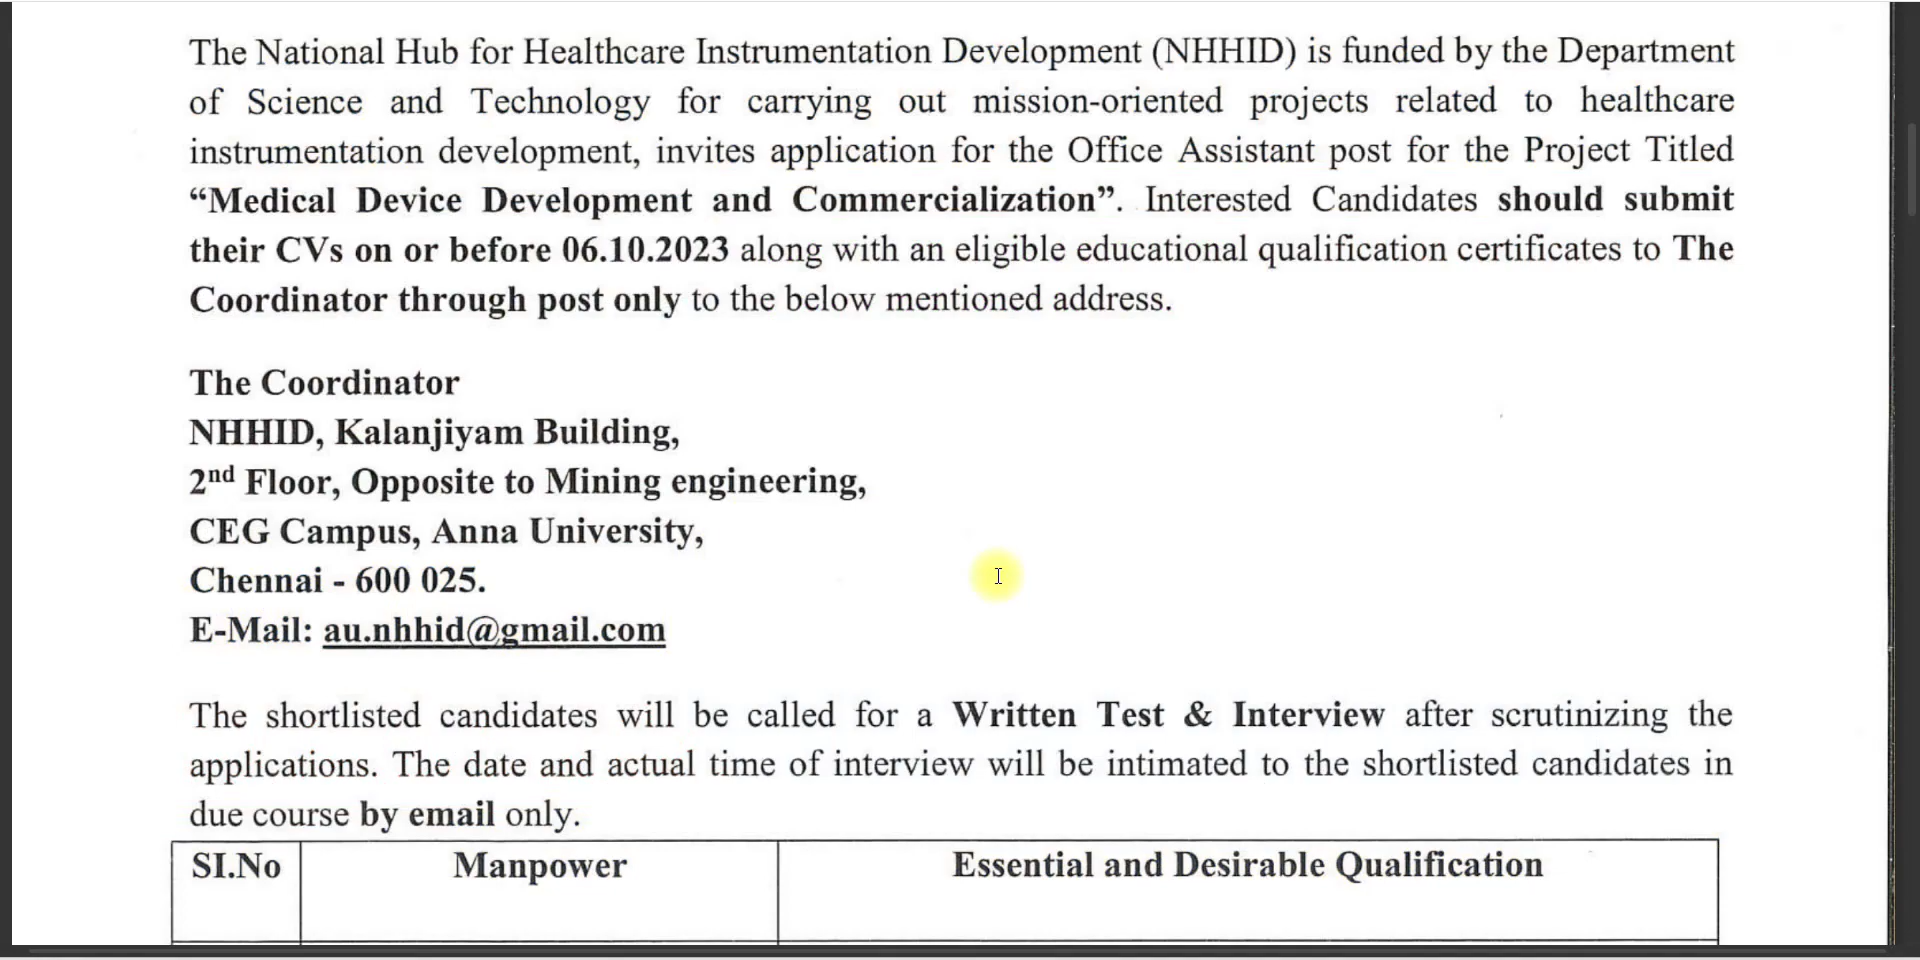 The National Hub for Healthcare Instrumentation Development (NHHID) is funded by the Department
of Science and Technology for carrying out mission-oriented projects related to healthcare
instrumentation development, invites application for the Office Assistant post for the Project Titled
“Medical Device Development and Commercialization”. Interested Candidates should submit
their CVs on or before 06.10.2023 along with an eligible educational qualification certificates to The
Coordinator through post only to the below mentioned address.
The Coordinator
NHHID, Kalanjiyam Building,
2nd Floor, Opposite to Mining engineering,
CEG Campus, Anna University,
Chennai - 600 025.
E-Mail: au.nhhid@gmail.com
The shortlisted candidates will be called for a Written Test & Interview after scrutinizing the
applications. The date and actual time of interview will be intimated to the shortlisted candidates in
due course by email only.
SI.No Manpower Essential and Desirable Qualification